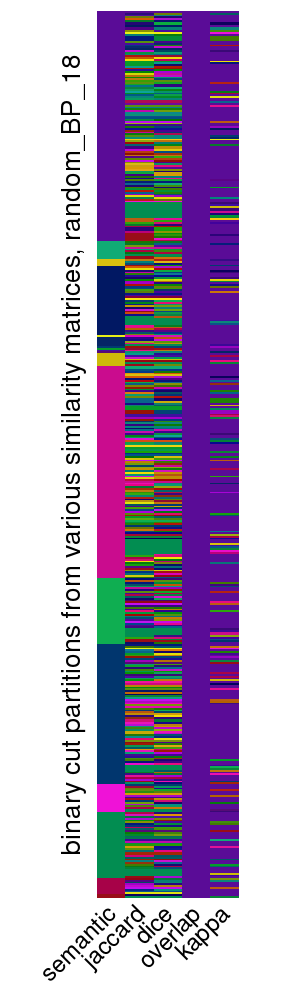 binary cut partitions from various similarity matrices, random_BP_18
semantic
jaccard
dice
overlap
kappa